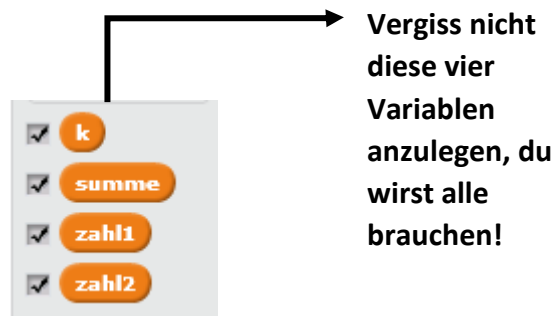 Vergiss nicht
diese vier
Variablen
anzulegen, du
wirst alle
brauchen!
k
summe
zahl1
zahl2